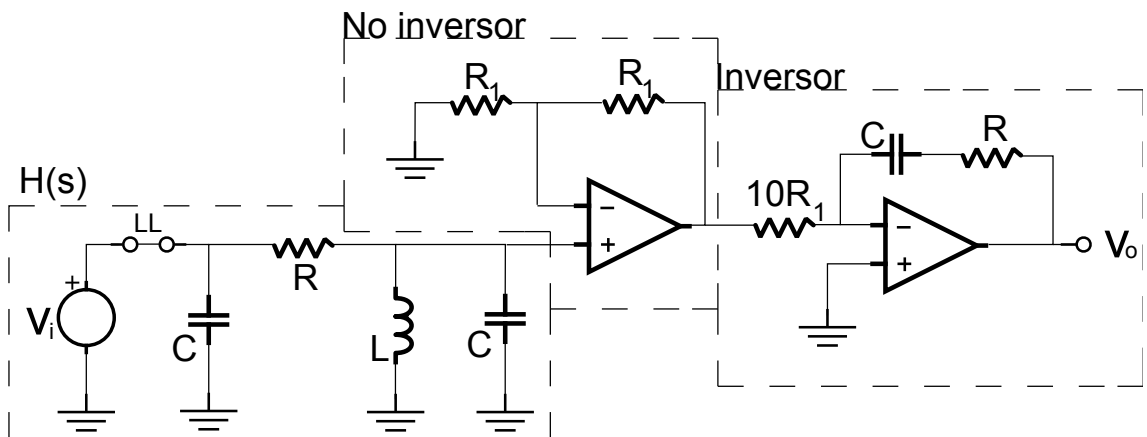 No inversor
R₁
R₁
Inversor
C
R
H(s)
LL
10R₁
−
+
−
+
Vₒ
+
R
Vᵢ
C
L
C